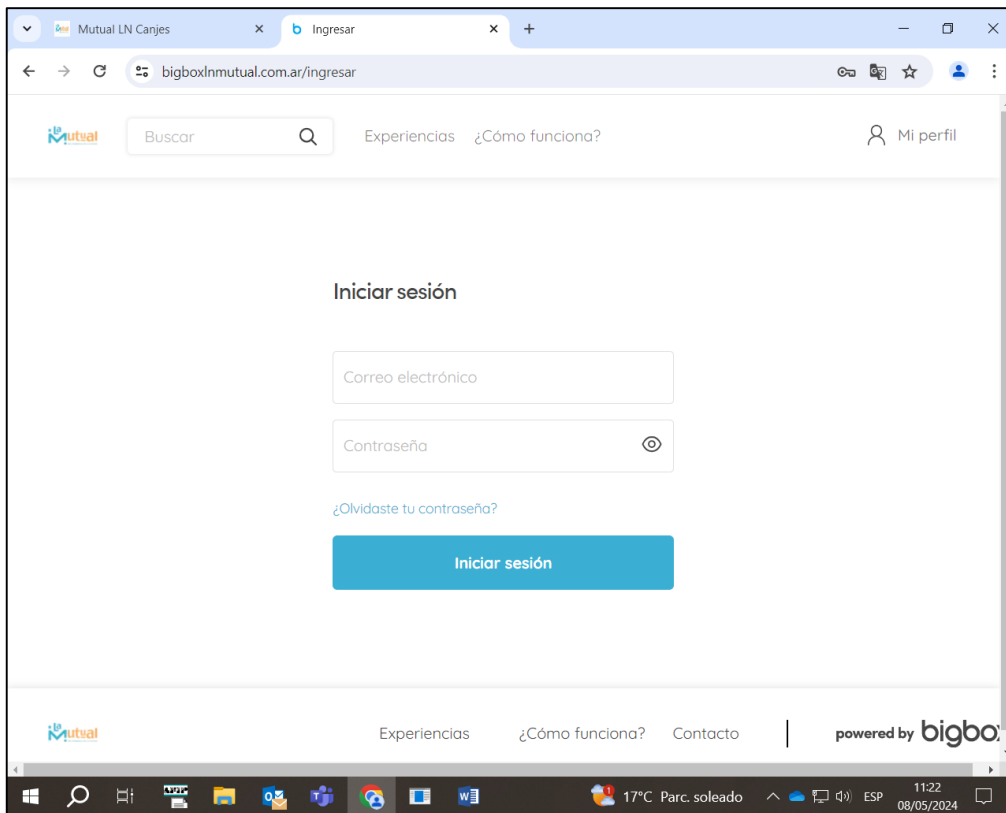 Mutual LN Canjes
Ingresar
bigboxlnmutual.com.ar/ingresar
la Mutual
Buscar
Experiencias
¿Cómo funciona?
Mi perfil
Iniciar sesión
Correo electrónico
Contraseña
¿Olvidaste tu contraseña?
Iniciar sesión
la Mutual
Experiencias
¿Cómo funciona?
Contacto
powered by bigbox
17°C Parc. soleado
ESP
11:22
08/05/2024